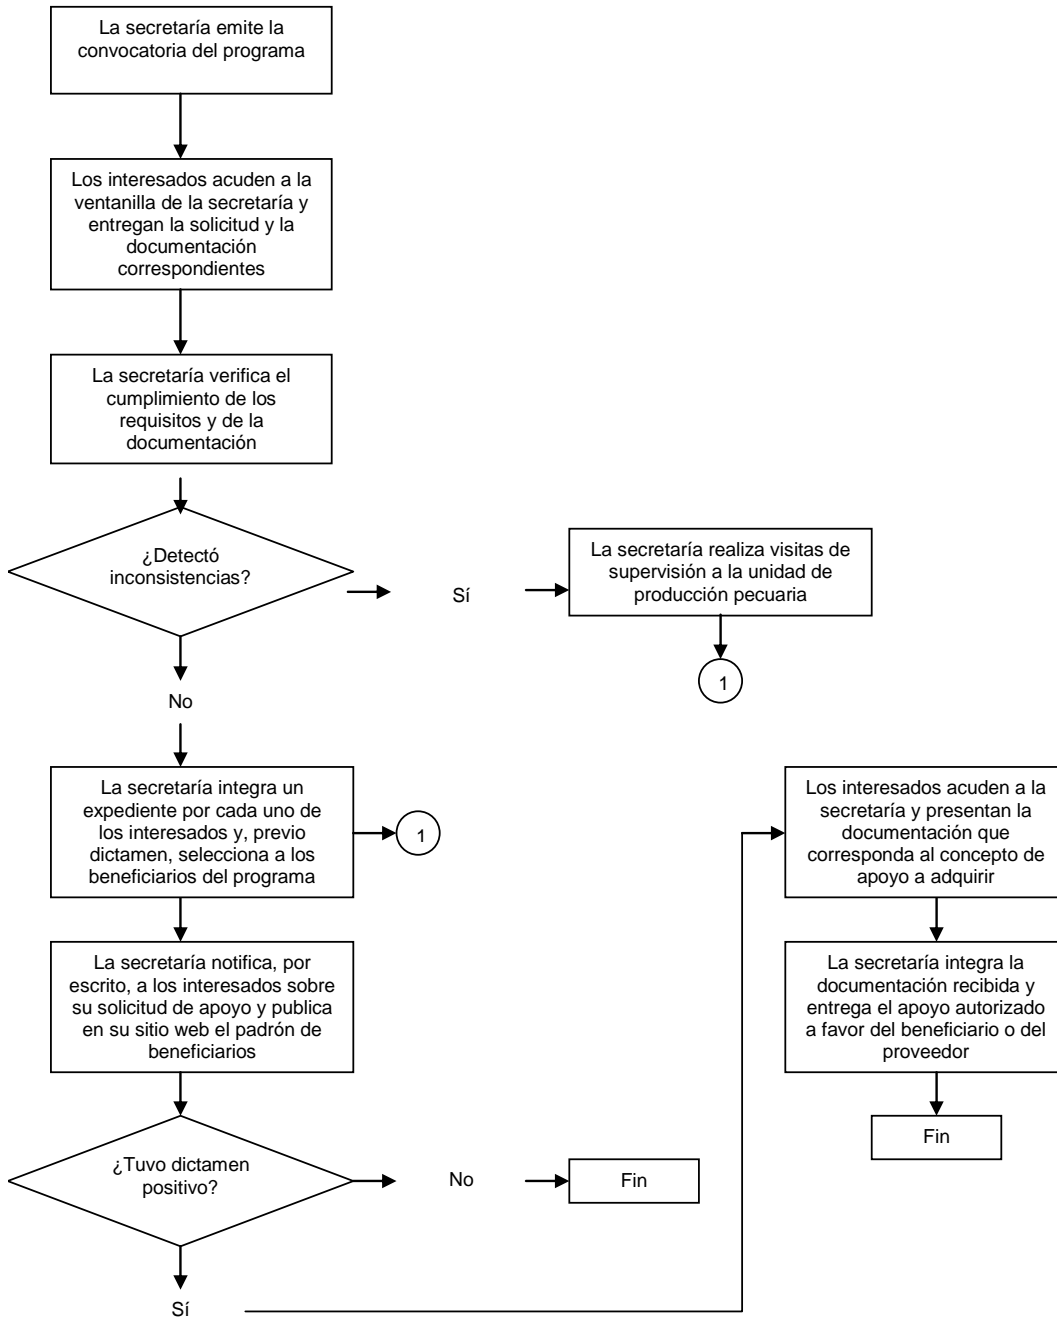 La secretaría emite la
convocatoria del programa
Los interesados acuden a la
ventanilla de la secretaría y
entregan la solicitud y la
documentación
correspondientes
La secretaría verifica el
cumplimiento de los
requisitos y de la
documentación
¿Detectó
inconsistencias?
Sí
La secretaría realiza visitas de
supervisión a la unidad de
producción pecuaria
1
No
La secretaría integra un
expediente por cada uno de
los interesados y, previo
dictamen, selecciona a los
beneficiarios del programa
1
La secretaría notifica, por
escrito, a los interesados sobre
su solicitud de apoyo y publica
en su sitio web el padrón de
beneficiarios
¿Tuvo dictamen
positivo?
No
Fin
Sí
Los interesados acuden a la
secretaría y presentan la
documentación que
corresponda al concepto de
apoyo a adquirir
La secretaría integra la
documentación recibida y
entrega el apoyo autorizado
a favor del beneficiario o del
proveedor
Fin